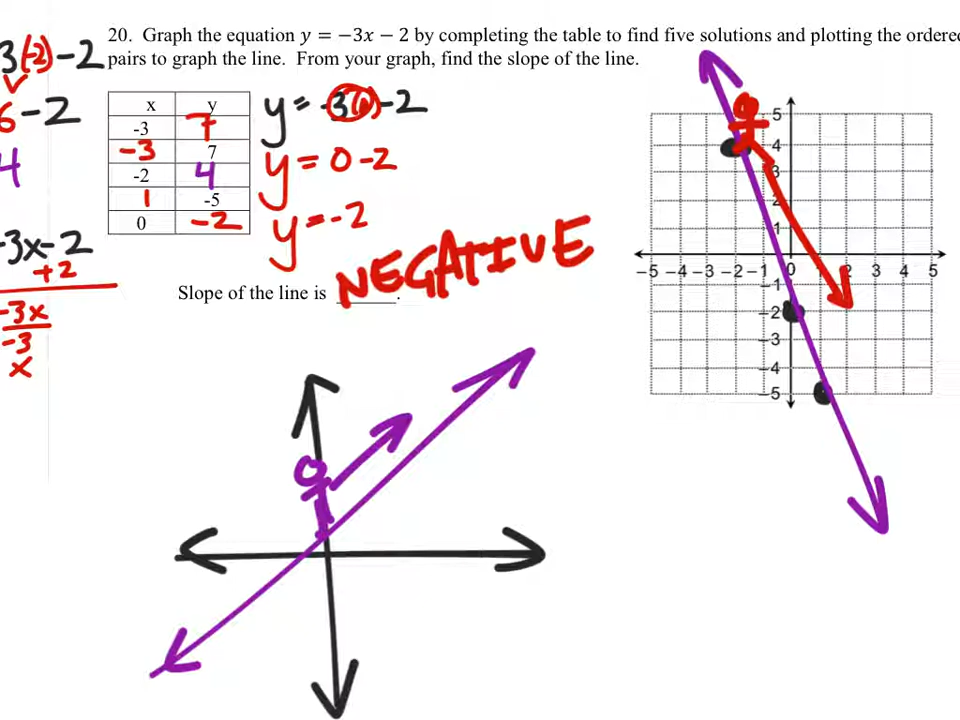 20. Graph the equation y = −3x − 2 by completing the table to find five solutions and plotting the ordered
pairs to graph the line. From your graph, find the slope of the line.
3(-2)-2
6-2
4
-3x-2
+2
-3x
-3
x
x y
-3 7
-3 7
-2 4
1 -5
0 -2
y = -3(0)-2
y = 0-2
y = -2
Slope of the line is NEGATIVE.
5
4
3
2
1
−5 −4 −3 −2 −1 0 2 3 4 5
−1
−2
−3
−4
−5